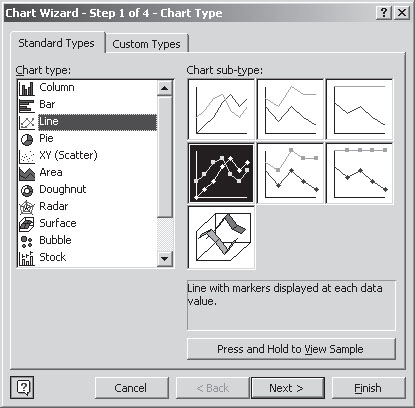 Chart Wizard - Step 1 of 4 - Chart Type
Standard Types
Custom Types
Chart type:
Column
Bar
Line
Pie
XY (Scatter)
Area
Doughnut
Radar
Surface
Bubble
Stock
Chart sub-type:
Line with markers displayed at each data
value.
Press and Hold to View Sample
Cancel
< Back
Next >
Finish